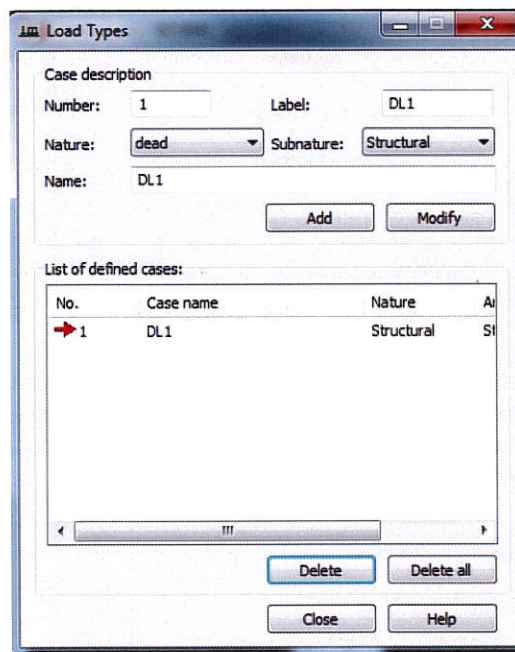 Load Types
Case description
Number: 1 Label: DL1
Nature: dead Subnature: Structural
Name: DL1
Add Modify
List of defined cases:
No. Case name Nature
1 DL1 Structural
Delete Delete all
Close Help